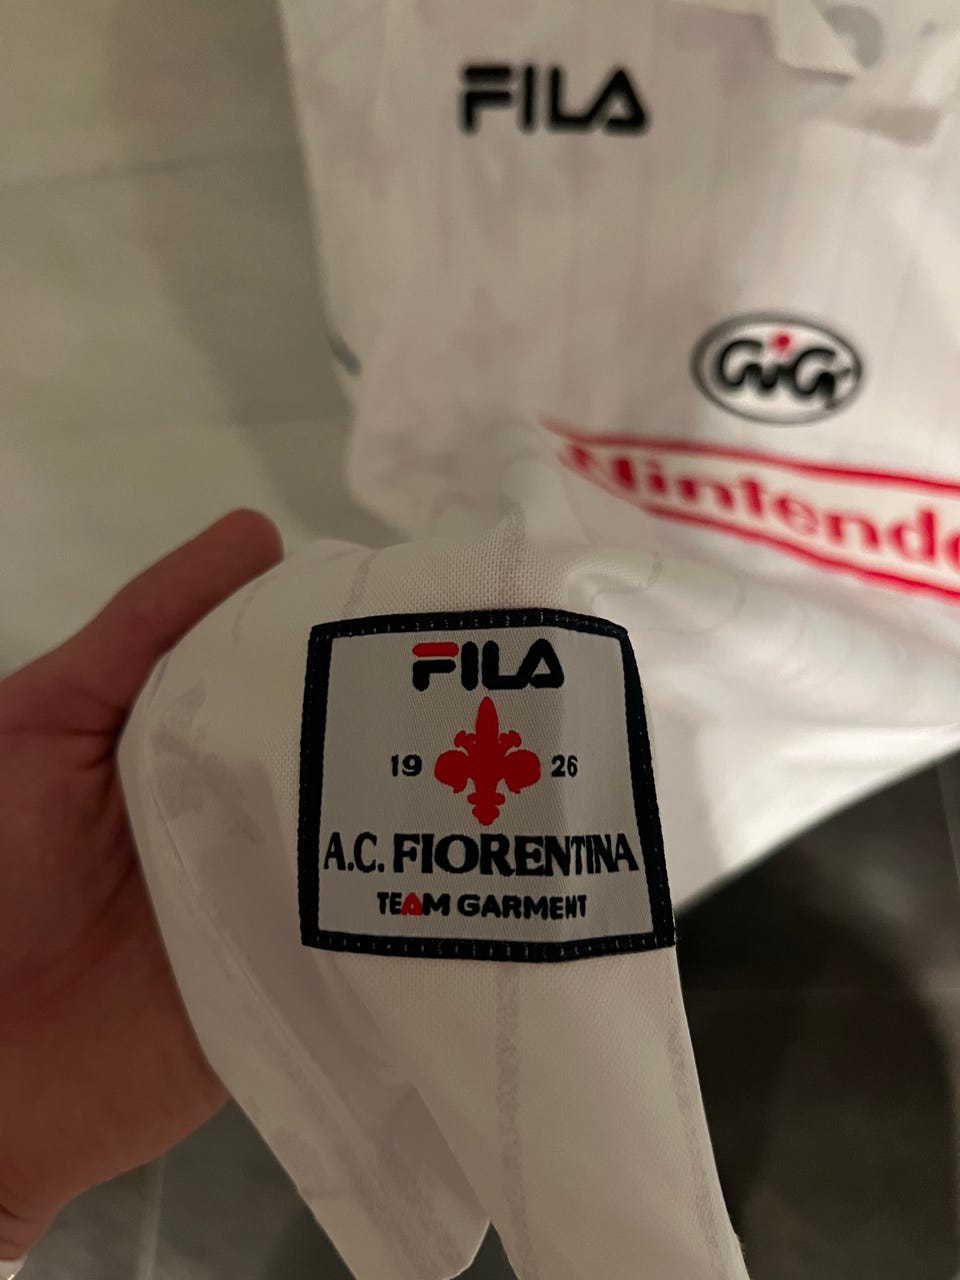 FILA
GiG
Nintendo
FILA
19 26
A.C. FIORENTINA
TEAM GARMENT